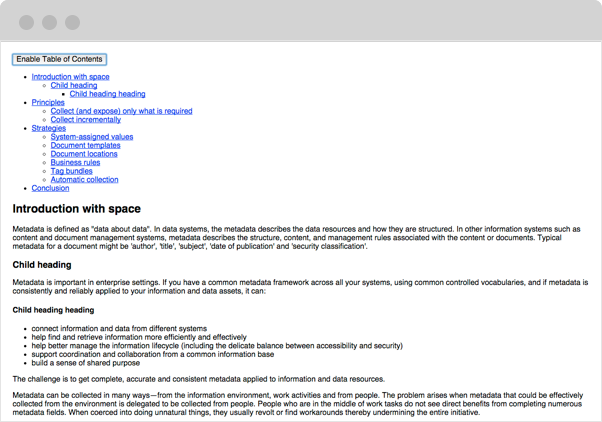 Enable Table of Contents
Introduction with space
Child heading
Child heading heading
Principles
Collect (and expose) only what is required
Collect incrementally
Strategies
System-assigned values
Document templates
Document locations
Business rules
Tag bundles
Automatic collection
Conclusion
Introduction with space
Metadata is defined as "data about data". In data systems, the metadata describes the data resources and how they are structured. In other information systems such as
content and document management systems, metadata describes the structure, content, and management rules associated with the content or documents. Typical
metadata for a document might be 'author', 'title', 'subject', 'date of publication' and 'security classification'.
Child heading
Metadata is important in enterprise settings. If you have a common metadata framework across all your systems, using common controlled vocabularies, and if metadata is
consistently and reliably applied to your information and data assets, it can:
Child heading heading
connect information and data from different systems
help find and retrieve information more efficiently and effectively
help better manage the information lifecycle (including the delicate balance between accessibility and security)
support coordination and collaboration from a common information base
build a sense of shared purpose
The challenge is to get complete, accurate and consistent metadata applied to information and data resources.
Metadata can be collected in many ways—from the information environment, work activities and from people. The problem arises when metadata that could be effectively
collected from the environment is delegated to be collected from people. People who are in the middle of work tasks do not see direct benefits from completing numerous
metadata fields. When coerced into doing unnatural things, they usually revolt or find workarounds thereby undermining the entire initiative.